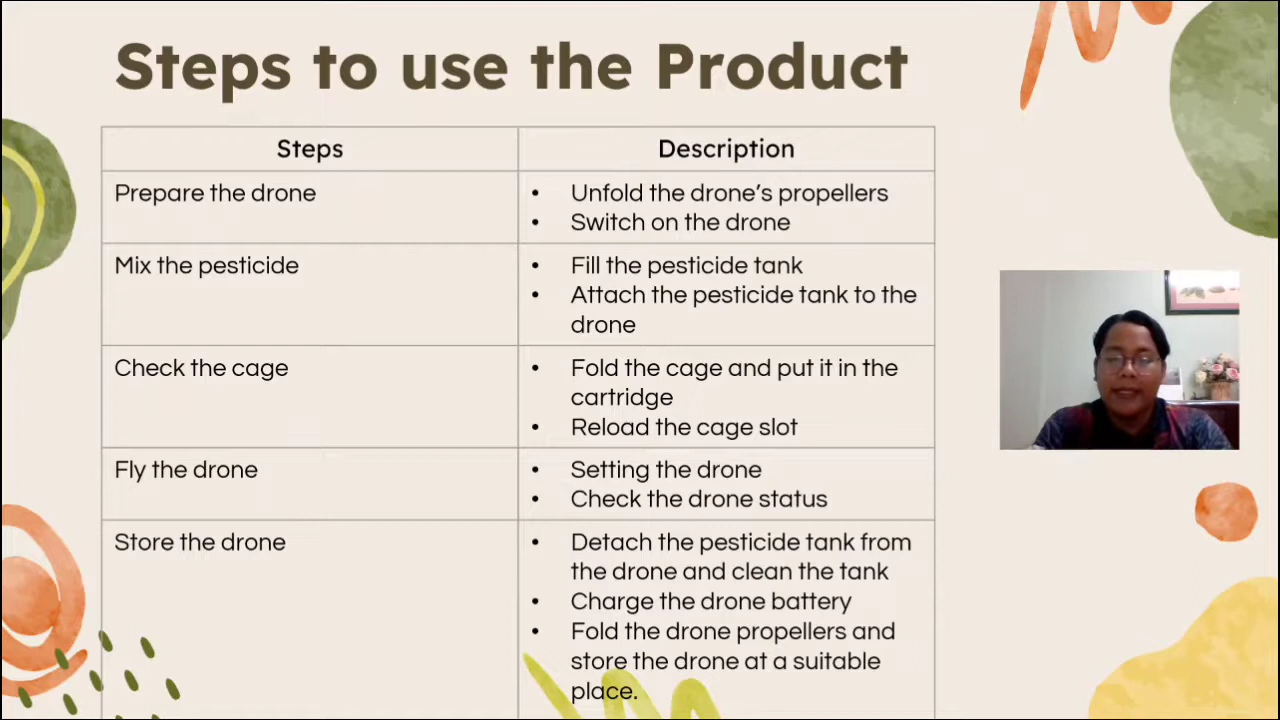 Steps to use the Product
Steps
Description
Prepare the drone
• Unfold the drone’s propellers
• Switch on the drone
Mix the pesticide
• Fill the pesticide tank
• Attach the pesticide tank to the
drone
Check the cage
• Fold the cage and put it in the
cartridge
• Reload the cage slot
Fly the drone
• Setting the drone
• Check the drone status
Store the drone
• Detach the pesticide tank from
the drone and clean the tank
• Charge the drone battery
• Fold the drone propellers and
store the drone at a suitable
place.